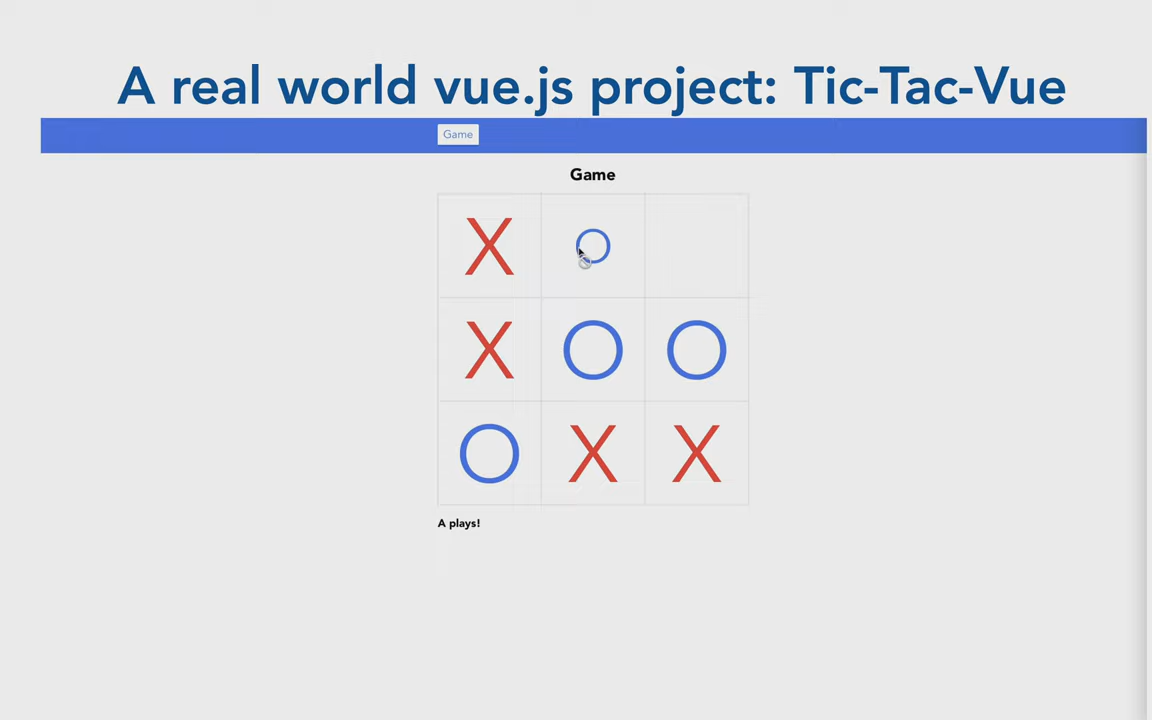 A real world vue.js project: Tic-Tac-Vue
Game
Game
X O
X O O
O X X
A plays!